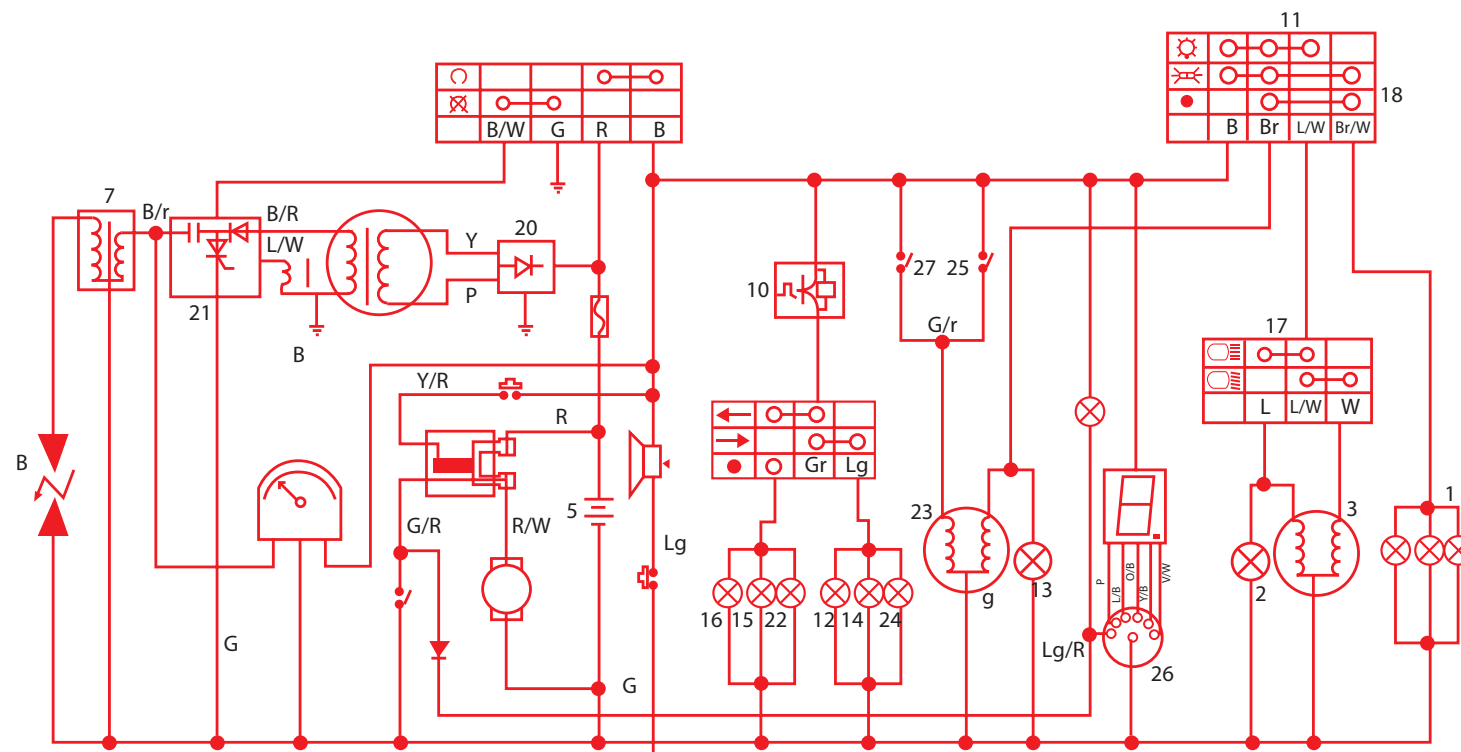 11
18
B Br L/W Br/W
B/W G R B
7
B/r
B/R
L/W
Y
20
P
21
B
10
27
25
G/r
17
L L/W W
Y/R
R
Gr Lg
B
5
G/R
R/W
Lg
23
3
1
P
L/B
O/B
Y/B
V/W
16 15 22
12 14 24
g
13
2
Lg/R
26
G
G